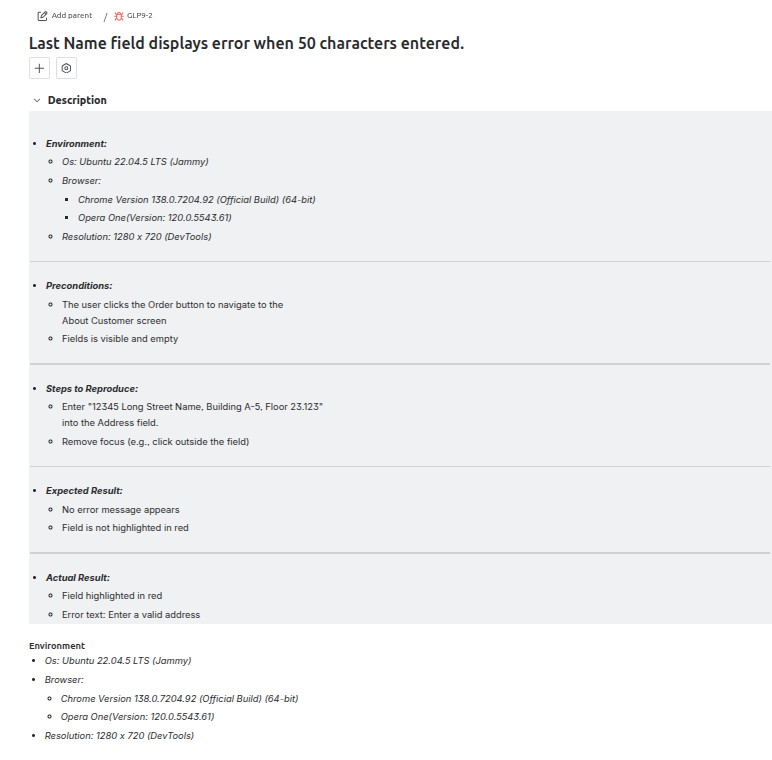 Add parent / GLP9-2
Last Name field displays error when 50 characters entered.
Description
Environment:
Os: Ubuntu 22.04.5 LTS (Jammy)
Browser:
Chrome Version 138.0.7204.92 (Official Build) (64-bit)
Opera One(Version: 120.0.5543.61)
Resolution: 1280 x 720 (DevTools)
Preconditions:
The user clicks the Order button to navigate to the
About Customer screen
Fields is visible and empty
Steps to Reproduce:
Enter "12345 Long Street Name, Building A-5, Floor 23.123"
into the Address field.
Remove focus (e.g., click outside the field)
Expected Result:
No error message appears
Field is not highlighted in red
Actual Result:
Field highlighted in red
Error text: Enter a valid address
Environment
Os: Ubuntu 22.04.5 LTS (Jammy)
Browser:
Chrome Version 138.0.7204.92 (Official Build) (64-bit)
Opera One(Version: 120.0.5543.61)
Resolution: 1280 x 720 (DevTools)